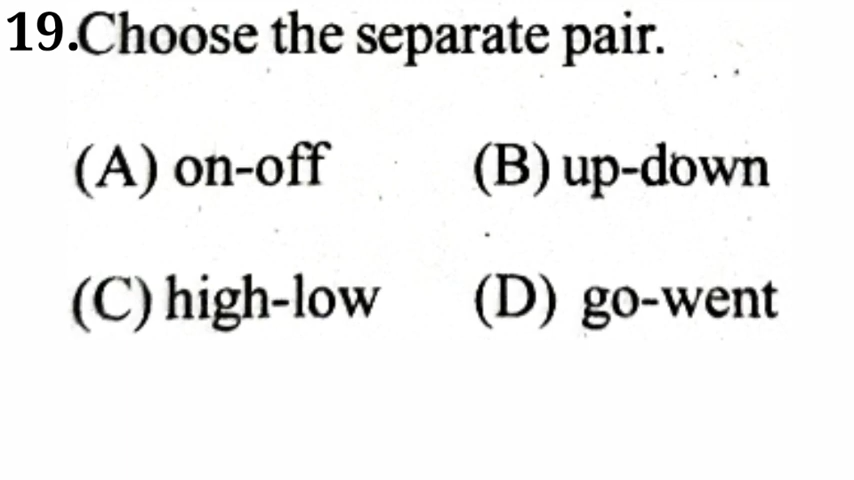 19.Choose the separate pair.
(A) on-off (B) up-down
(C) high-low (D) go-went